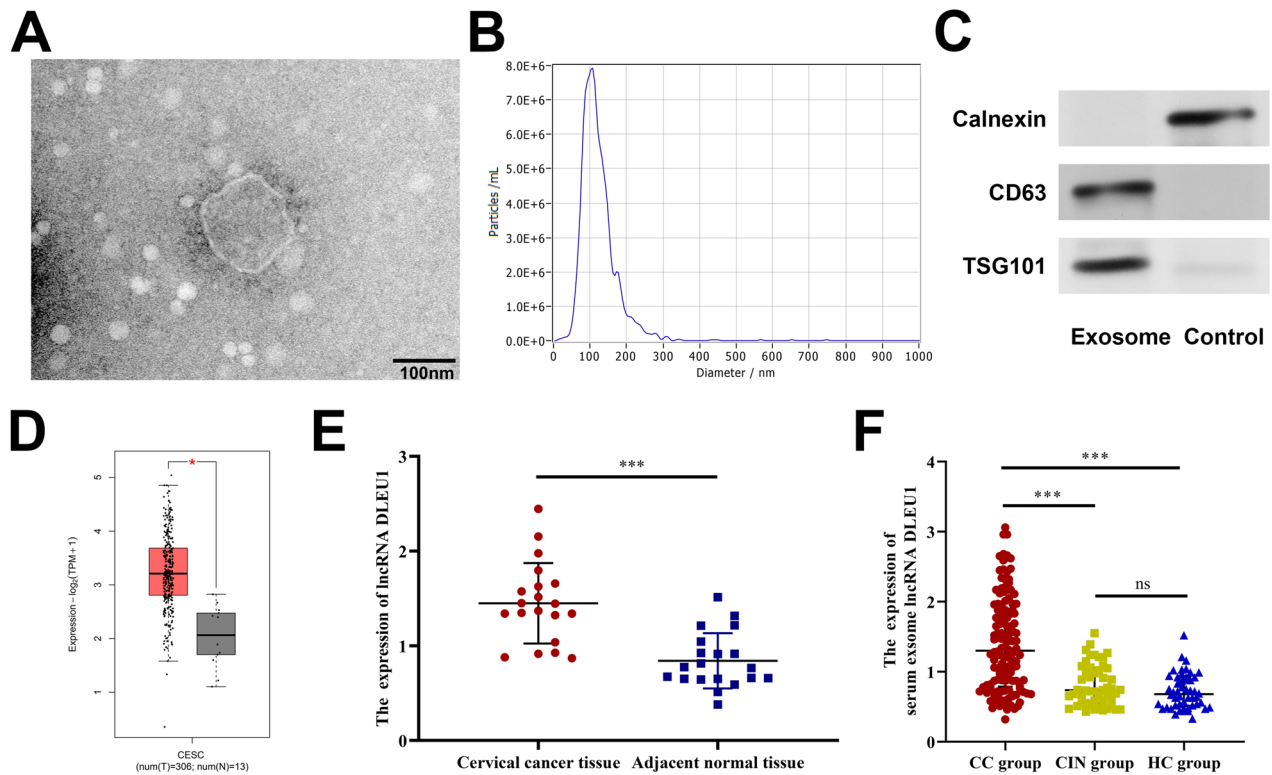 A
100nm
B
Particles /mL
8.0E+6
7.0E+6
6.0E+6
5.0E+6
4.0E+6
3.0E+6
2.0E+6
1.0E+6
0.0E+0
0 100 200 300 400 500 600 700 800 900 1000
Diameter / nm
C
Calnexin
CD63
TSG101
Exosome Control
D
Expression − log2(TPM + 1)
5
4
3
2
1
*
CESC
(num(T)=306; num(N)=13)
E
The expression of lncRNA DLEU1
3
2
1
0
***
Cervical cancer tissue Adjacent normal tissue
F
The expression of
serum exosome lncRNA DLEU1
4
3
2
1
0
***
***
ns
CC group CIN group HC group